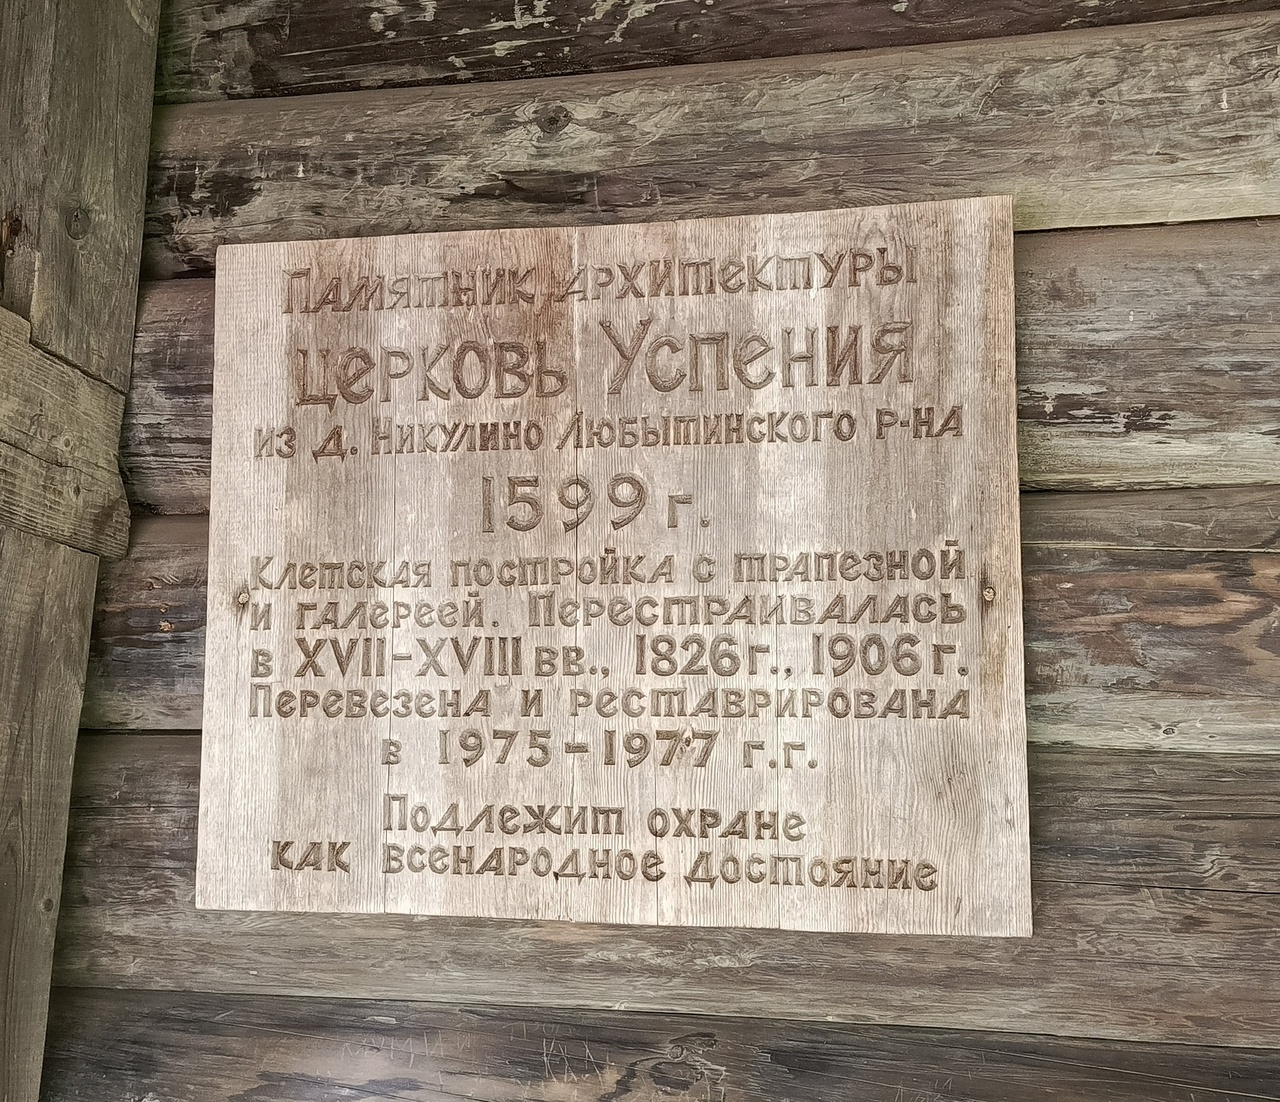 Памятник архитектуры
церковь Успения
из д. Никулино Любытинского р-на
1599 г.
Клетская постройка с трапезной
и галереей. Перестраивалась
в XVII-XVIII вв., 1826 г., 1906 г.
Перевезена и реставрирована
в 1975-1977 г.г.
Подлежит охране
как всенародное достояние